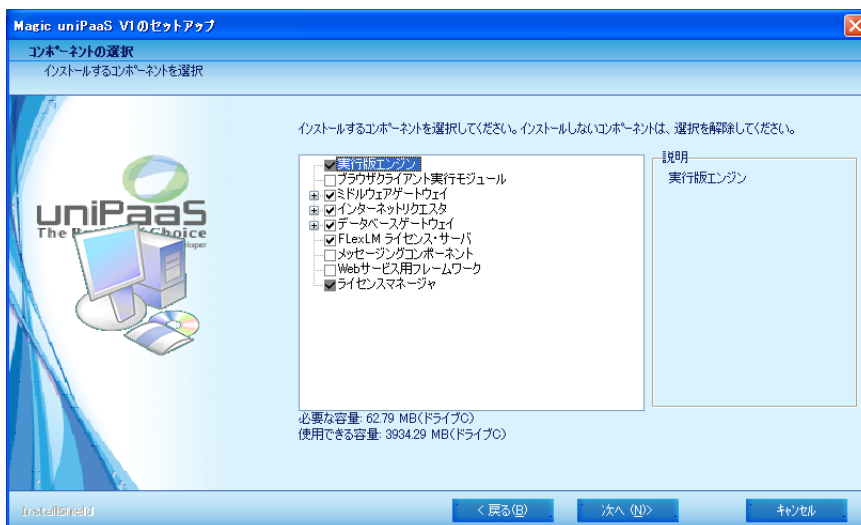 Magic uniPaaS V1のセットアップ
コンポーネントの選択
インストールするコンポーネントを選択
インストールするコンポーネントを選択してください。インストールしないコンポーネントは、選択を解除してください。
実行版エンジン
ブラウザクライアント実行モジュール
ミドルウェアゲートウェイ
インターネットリクエスタ
データベースゲートウェイ
FLexLM ライセンス・サーバ
メッセージングコンポーネント
Webサービス用フレームワーク
ライセンスマネージャ
説明
実行版エンジン
uniPaaS
The Choice
必要な容量: 62.79 MB(ドライブC)
使用できる容量: 3934.29 MB(ドライブC)
InstallShield
< 戻る(B)
次へ (N)>
キャンセル